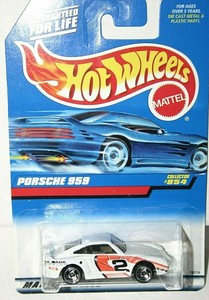 GUARANTEED
FOR LIFE
FOR AGES
OVER 3 YEARS.
DIE CAST METAL &
PLASTIC PARTS
Hot Wheels
MATTEL
PORSCHE 959
COLLECTOR
#854
2